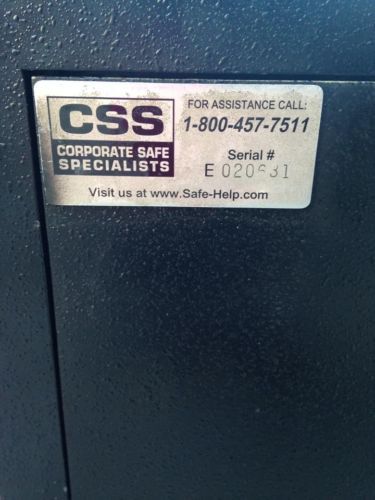 CSS
CORPORATE SAFE
SPECIALISTS
FOR ASSISTANCE CALL:
1-800-457-7511
Serial #
E 020631
Visit us at www.Safe-Help.com